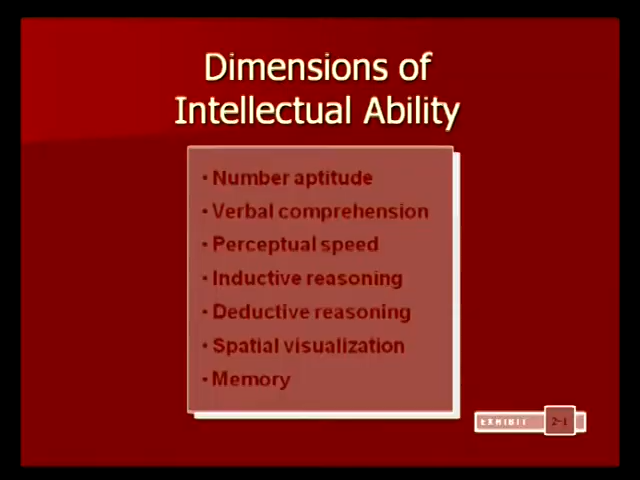 Dimensions of
Intellectual Ability
• Number aptitude
• Verbal comprehension
• Perceptual speed
• Inductive reasoning
• Deductive reasoning
• Spatial visualization
• Memory
EXHIBIT 2-1